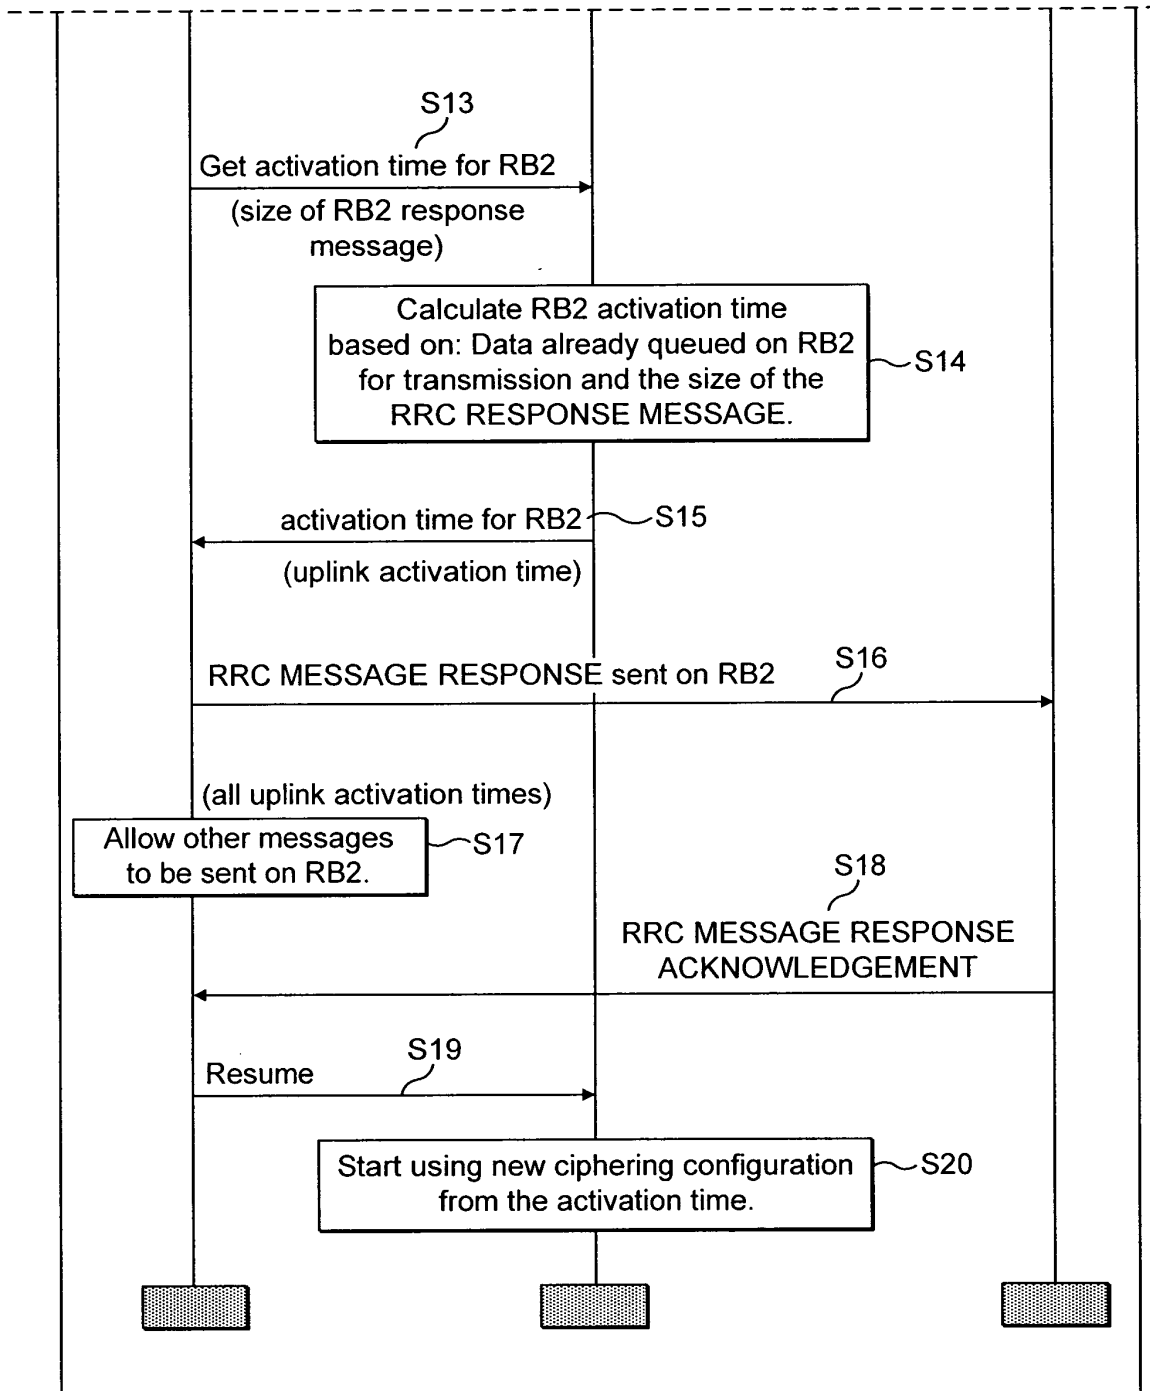 S13
Get activation time for RB2
(size of RB2 response
message)
Calculate RB2 activation time
based on: Data already queued on RB2
for transmission and the size of the
RRC RESPONSE MESSAGE.
S14
activation time for RB2
S15
(uplink activation time)
S16
RRC MESSAGE RESPONSE sent on RB2
(all uplink activation times)
Allow other messages
to be sent on RB2.
S17
S18
RRC MESSAGE RESPONSE
ACKNOWLEDGEMENT
S19
Resume
Start using new ciphering configuration
from the activation time.
S20